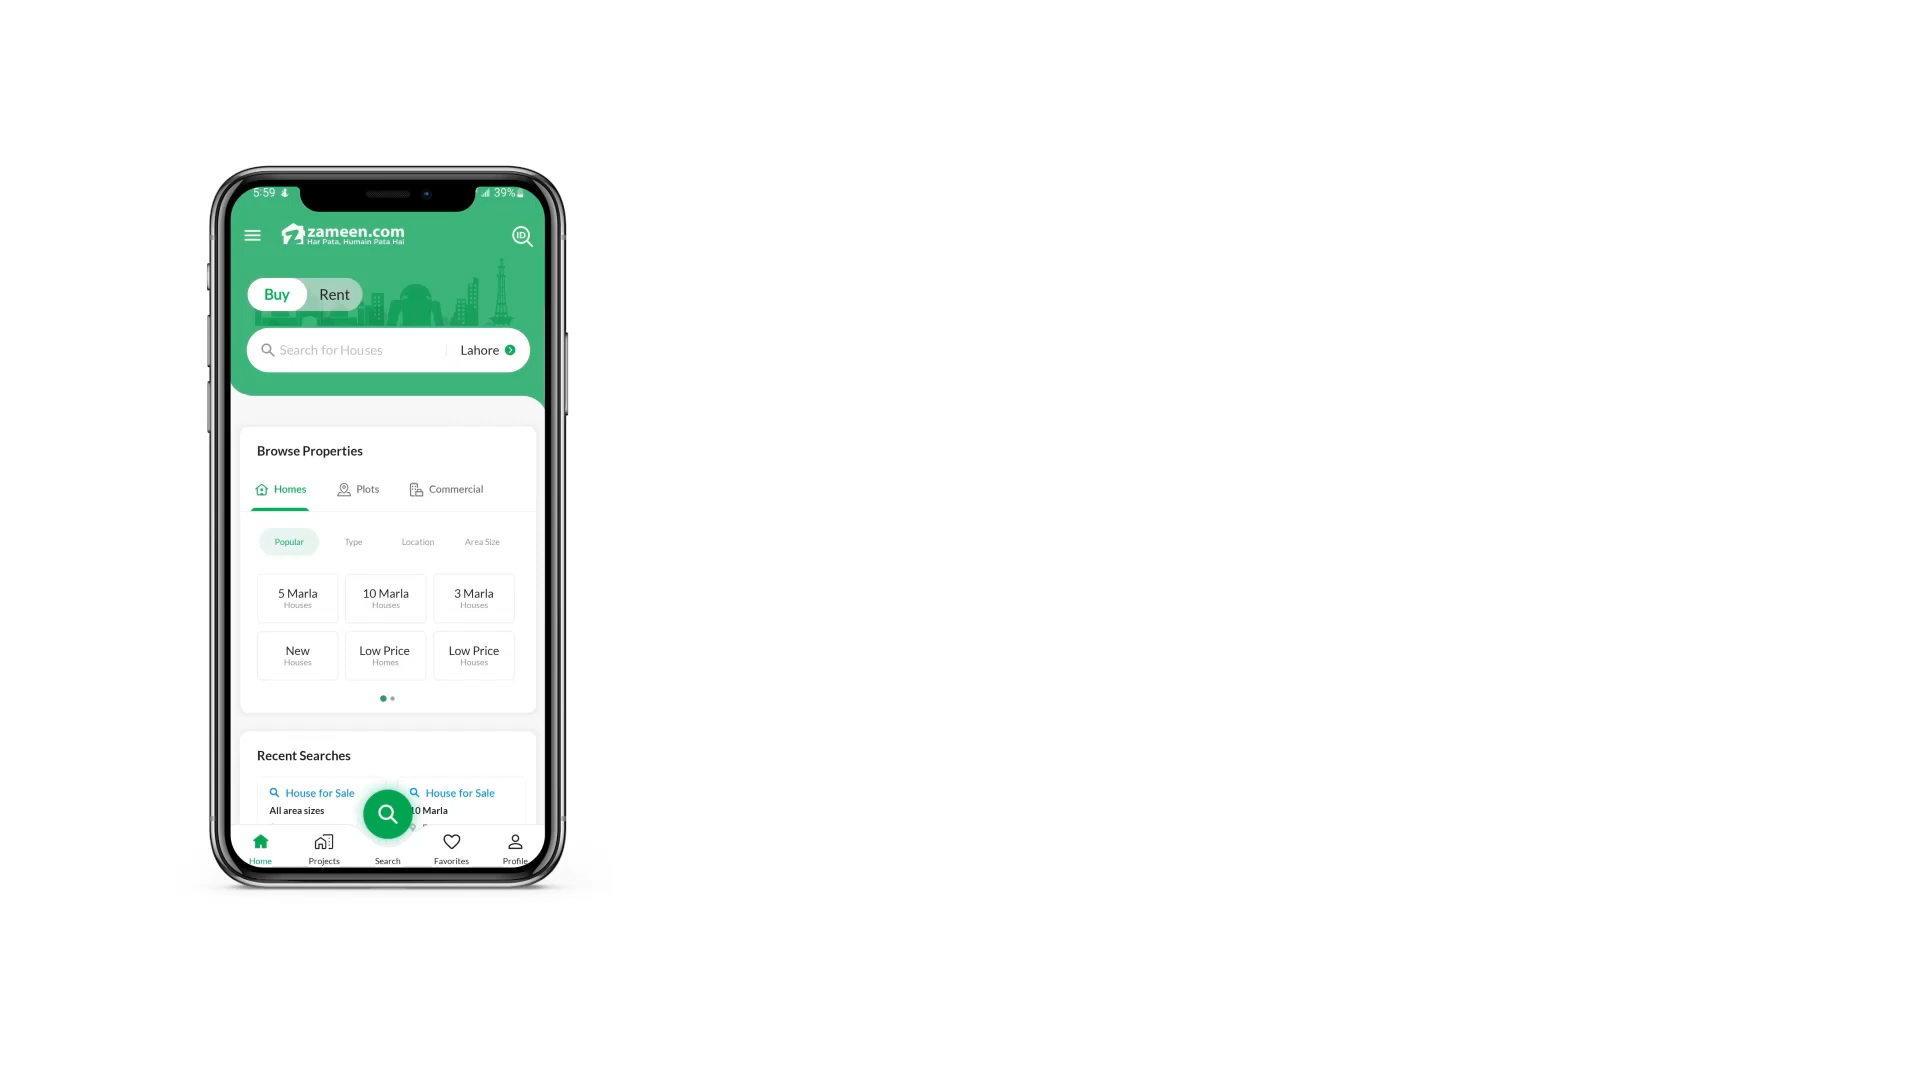 5:59 39%
zameen.com
Har Pata, Humain Pata Hai
ID
Buy Rent
Search for Houses Lahore
Browse Properties
Homes Plots Commercial
Popular Type Location Area Size
5 Marla 10 Marla 3 Marla
Houses Houses Houses
New Low Price Low Price
Houses Homes Houses
Recent Searches
House for Sale House for Sale
All area sizes 10 Marla
Home Projects Search Favorites Profile